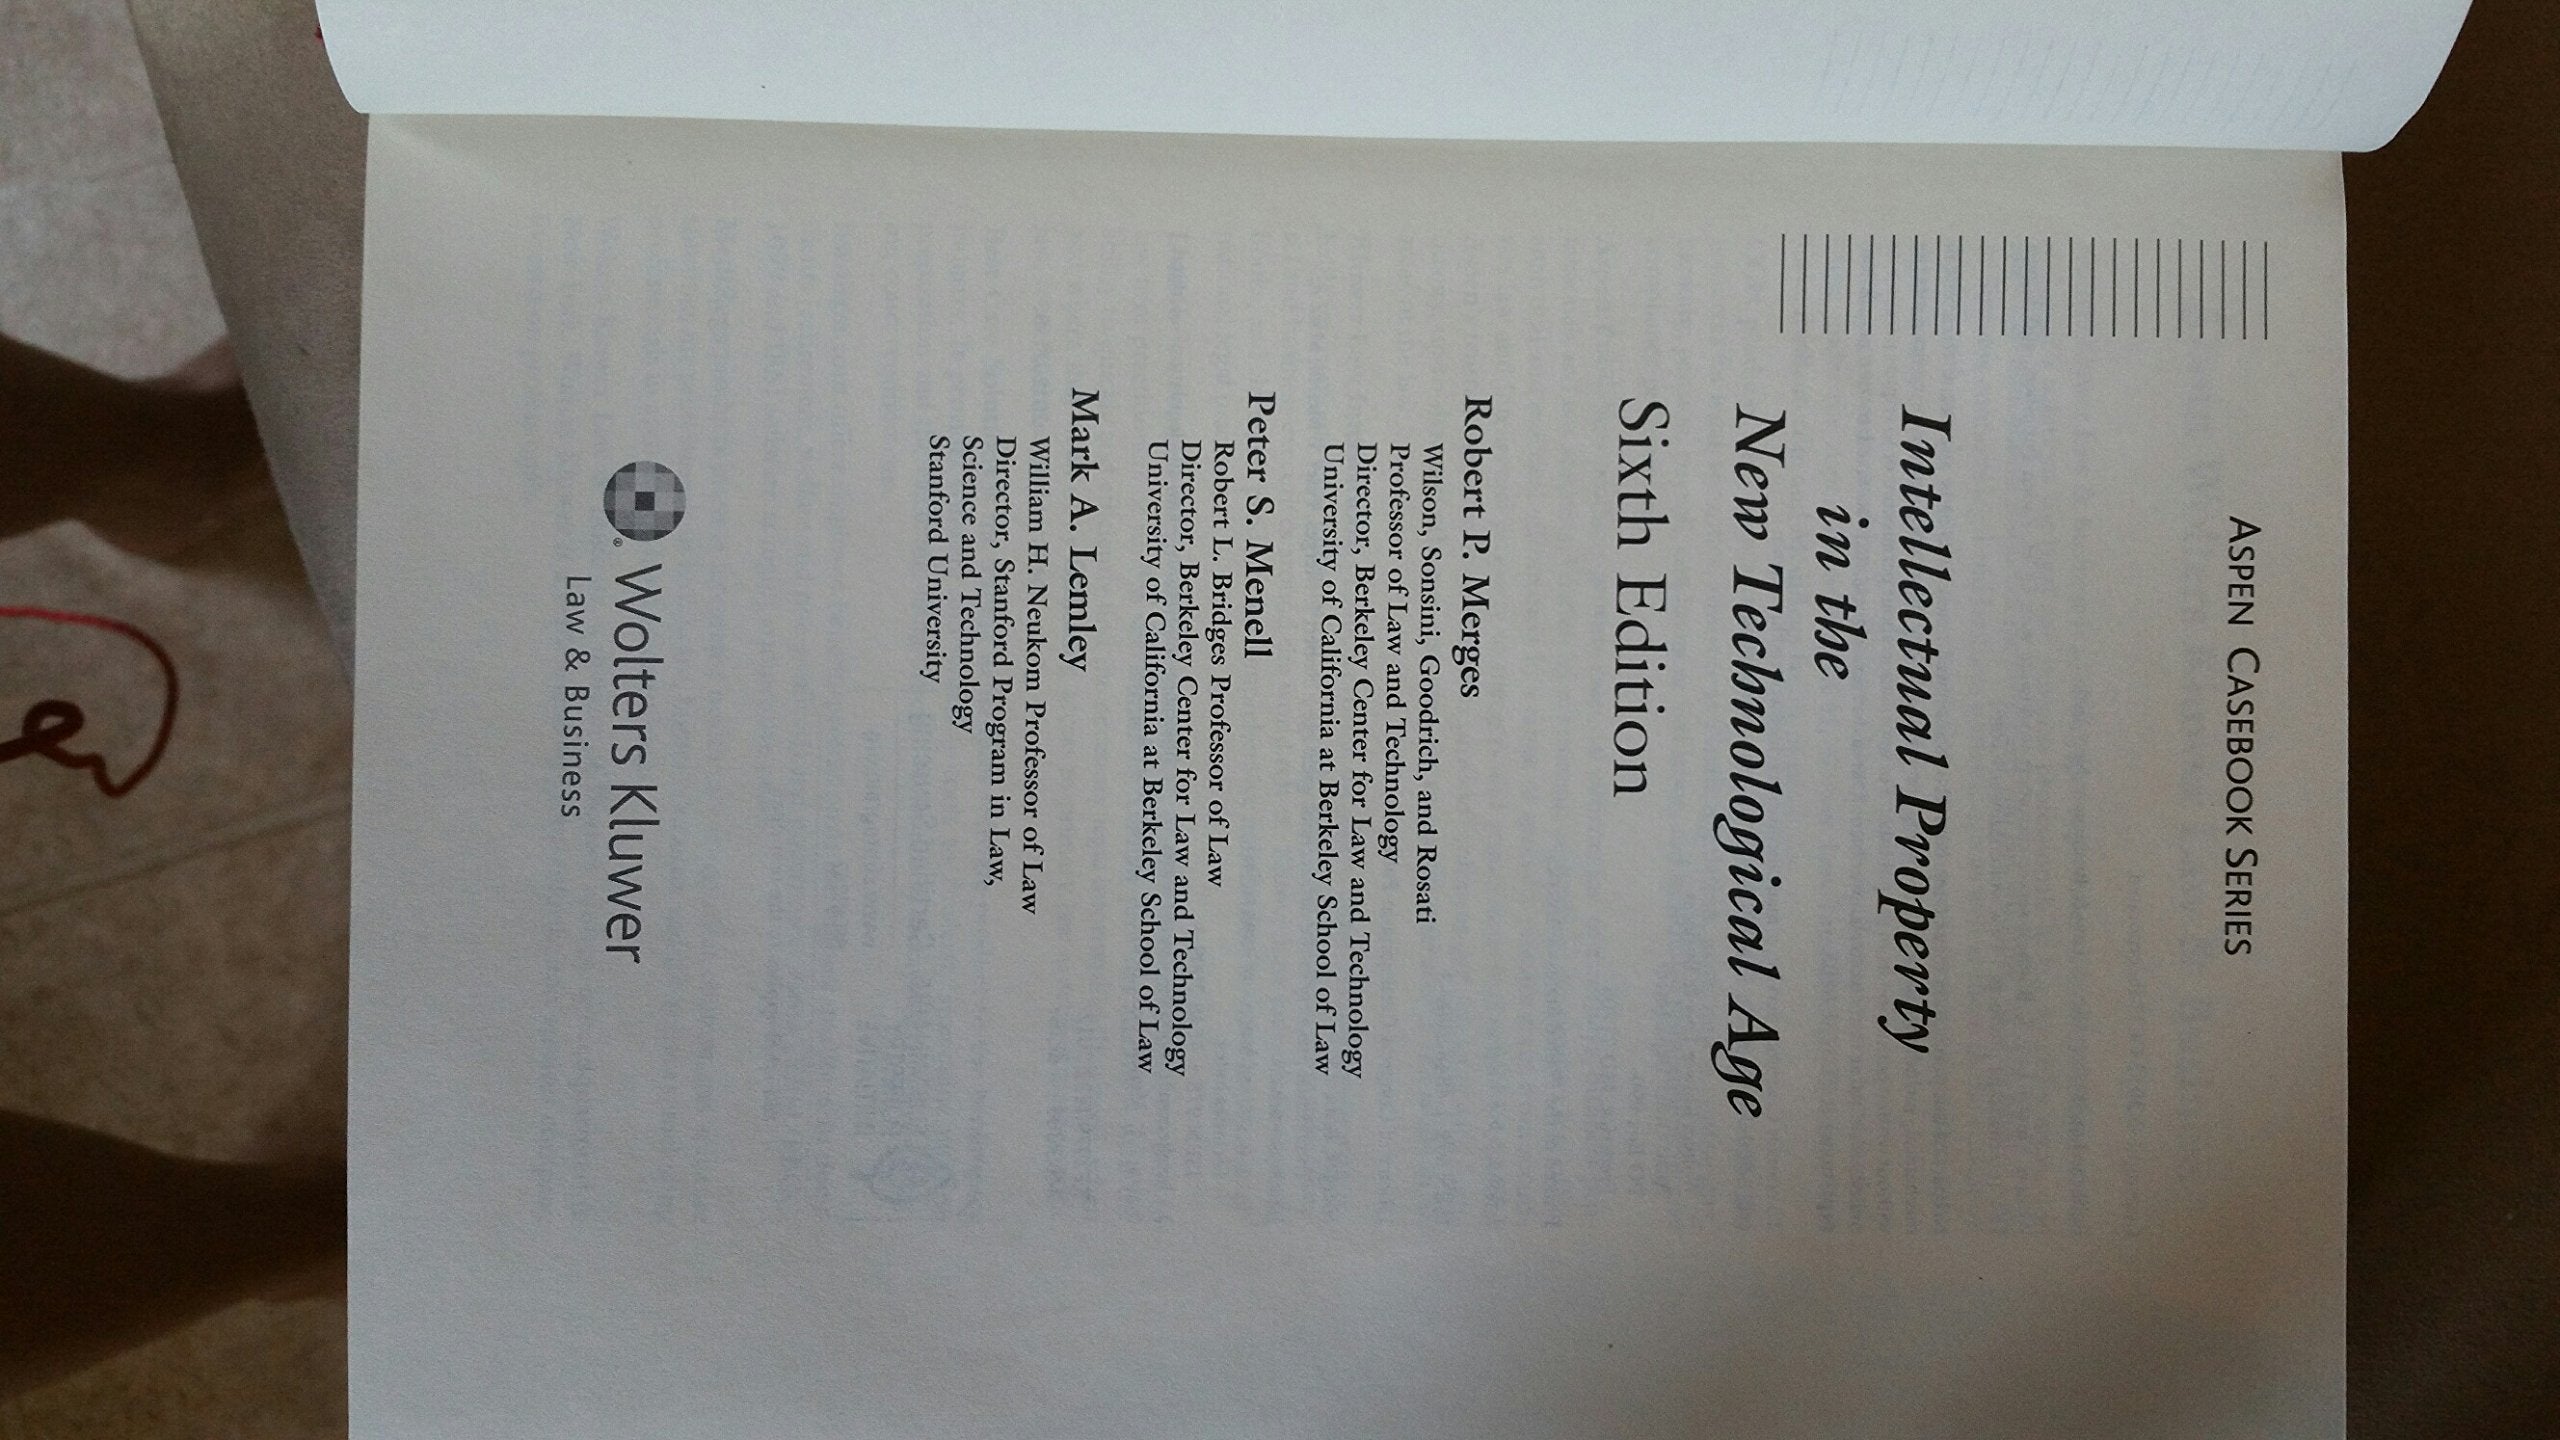 ASPEN CASEBOOK SERIES
Intellectual Property
in the
New Technological Age
Sixth Edition
Robert P. Merges
Wilson, Sonsini, Goodrich, and Rosati
Professor of Law and Technology
Director, Berkeley Center for Law and Technology
University of California at Berkeley School of Law
Peter S. Menell
Robert L. Bridges Professor of Law
Director, Berkeley Center for Law and Technology
University of California at Berkeley School of Law
Mark A. Lemley
William H. Neukom Professor of Law
Director, Stanford Program in Law,
Science and Technology
Stanford University
® Wolters Kluwer
Law & Business